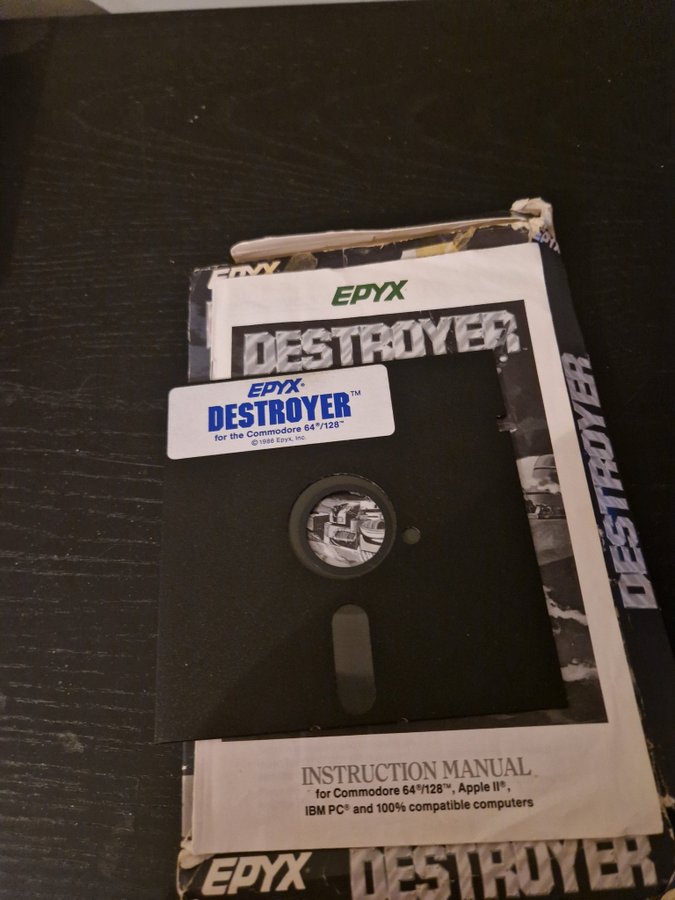 EPYX
EPYX
EPYX
DESTROYER
EPYX®
DESTROYER™
for the Commodore 64®/128™
© 1986 Epyx, Inc.
DESTROYER
INSTRUCTION MANUAL
for Commodore 64®/128™, Apple II®,
IBM PC® and 100% compatible computers
EPYX DESTROYER